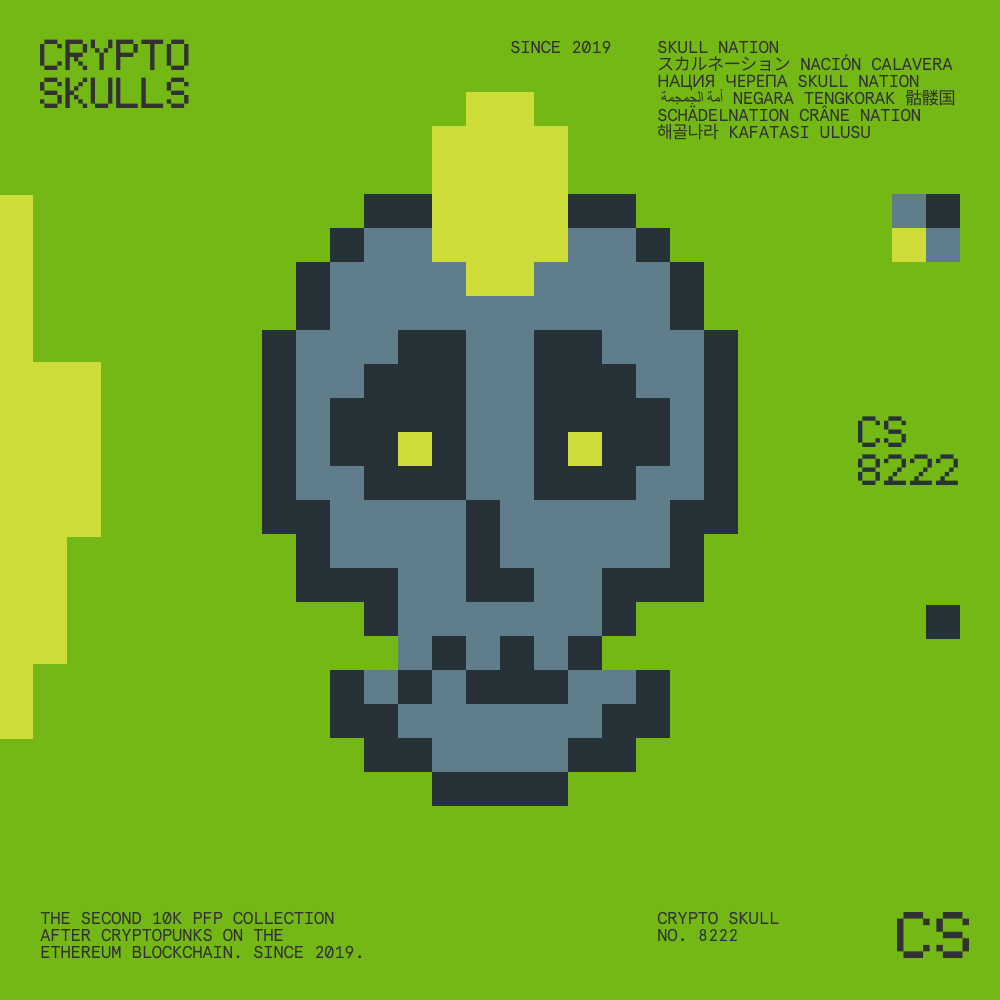 CRYPTO
SKULLS
SINCE 2019
SKULL NATION
スカルネーション NACIÓN CALAVERA
НАЦИЯ ЧЕРЕПА SKULL NATION
أمة الجمجمة NEGARA TENGKORAK 骷髅国
SCHÄDELNATION CRÂNE NATION
해골나라 KAFATASI ULUSU
CS
8222
THE SECOND 10K PFP COLLECTION
AFTER CRYPTOPUNKS ON THE
ETHEREUM BLOCKCHAIN. SINCE 2019.
CRYPTO SKULL
NO. 8222
CS